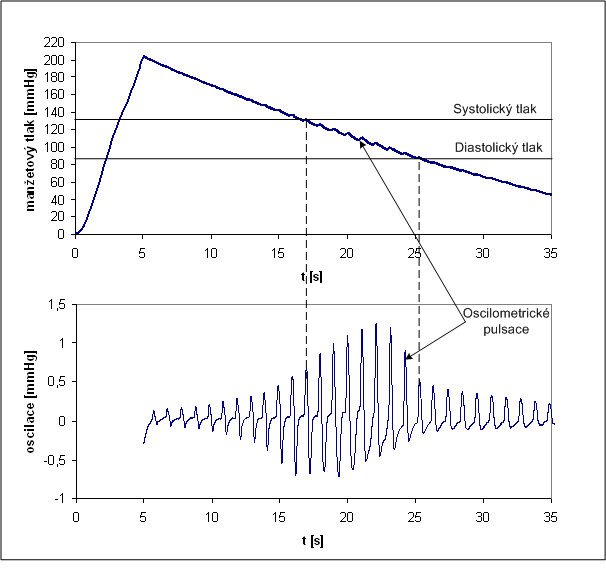 manžetový tlak [mmHg]
220
200
180
160
140
120
100
80
60
40
20
0
Systolický tlak
Diastolický tlak
0 5 10 15 20 25 30 35
t [s]
Oscilometrické
pulsace
oscilace [mmHg]
1,5
1
0,5
0
-0,5
-1
0 5 10 15 20 25 30 35
t [s]